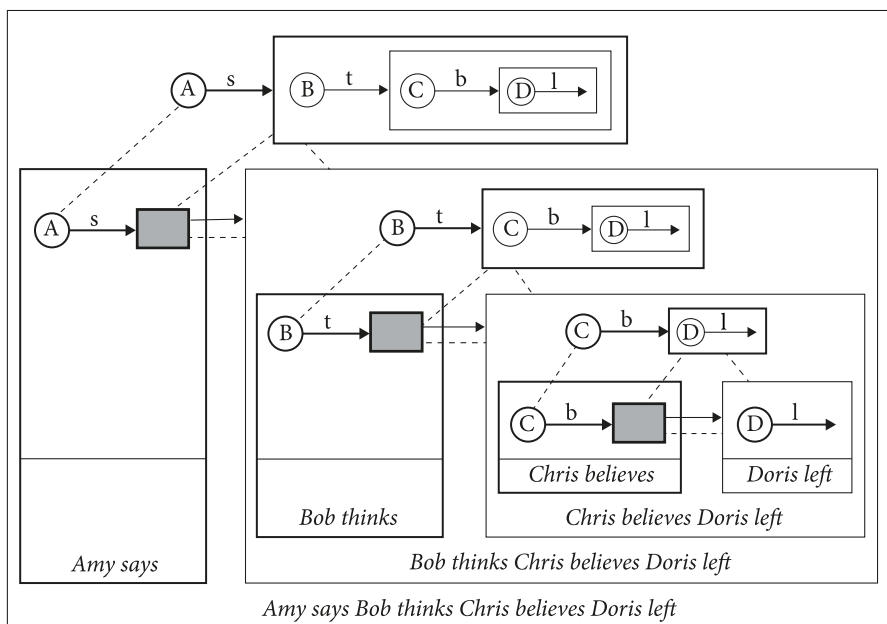 A s B t C b D l
A s
B t C b D l
B t
C b D l
C b D l
Chris believes Doris left
Bob thinks Chris believes Doris left
Amy says Bob thinks Chris believes Doris left
Amy says Bob thinks Chris believes Doris left